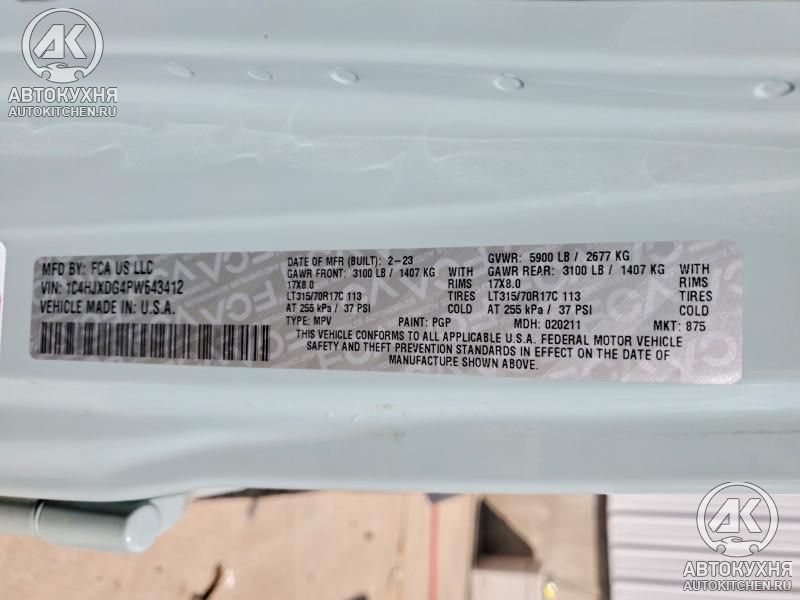 AK
АВТОКУХНЯ
AUTOKITCHEN.RU
MFD BY: FCA US LLC
VIN: 1C4HJXDG4PW643412
VEHICLE MADE IN U.S.A.
DATE OF MFR (BUILT): 2-23 GVWR: 5900 LB / 2677 KG
GAWR FRONT: 3100 LB / 1407 KG WITH GAWR REAR: 3100 LB / 1407 KG WITH
17X8.0 RIMS 17X8.0 RIMS
LT315/70R17C 113 TIRES LT315/70R17C 113 TIRES
AT 255 kPa / 37 PSI COLD AT 255 kPa / 37 PSI COLD
TYPE: MPV PAINT: PGP MDH: 020211 MKT: 875
THIS VEHICLE CONFORMS TO ALL APPLICABLE U.S.A. FEDERAL MOTOR VEHICLE
SAFETY AND THEFT PREVENTION STANDARDS IN EFFECT ON THE DATE OF
MANUFACTURE SHOWN ABOVE.
AK
АВТОКУХНЯ
AUTOKITCHEN.RU